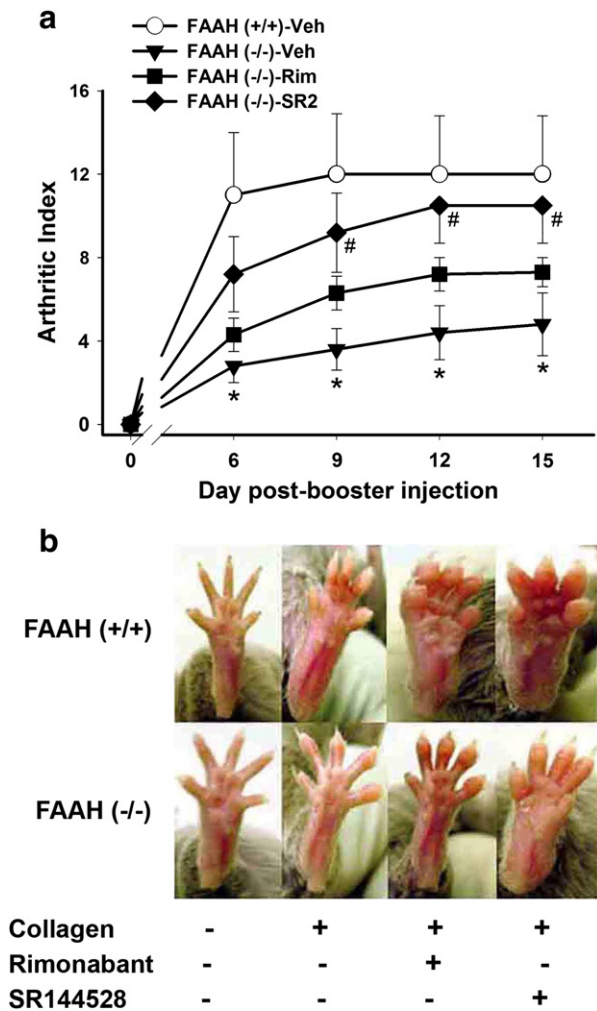 a
FAAH (+/+)-Veh
FAAH (-/-)-Veh
FAAH (-/-)-Rim
FAAH (-/-)-SR2
16
12
8
4
0
Arthritic Index
#
#
#
*
*
*
*
0 6 9 12 15
Day post-booster injection
b
FAAH (+/+)
FAAH (-/-)
Collagen - + + +
Rimonabant - - + -
SR144528 - - - +